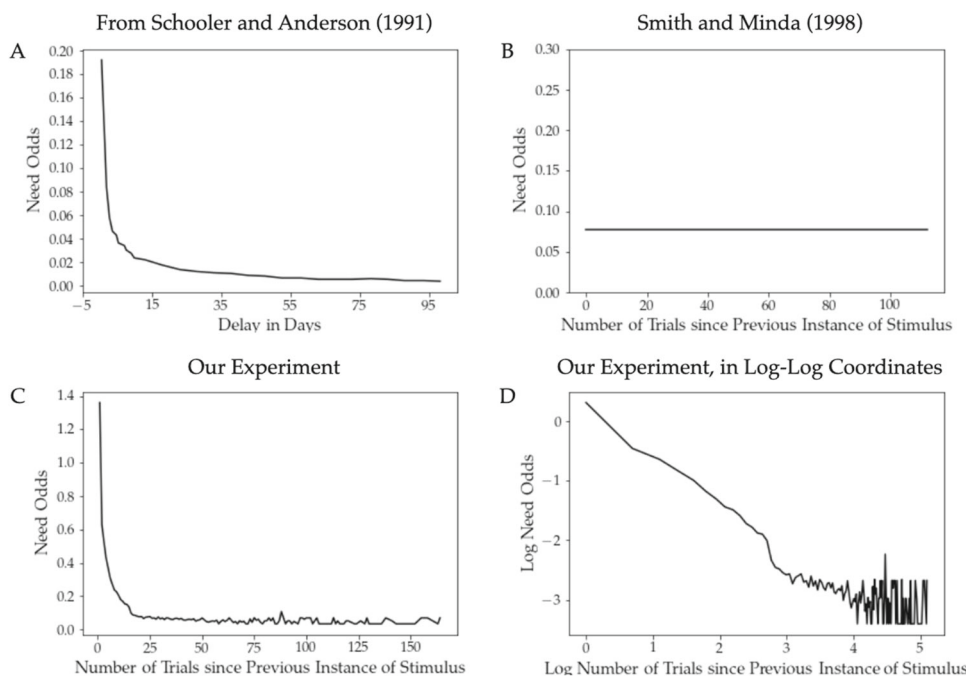 From Schooler and Anderson (1991)
A
0.20
0.18
0.16
0.14
0.12
0.10
0.08
0.06
0.04
0.02
0.00
Need Odds
−5 15 35 55 75 95
Delay in Days
Smith and Minda (1998)
B
0.30
0.25
0.20
0.15
0.10
0.05
0.00
Need Odds
0 20 40 60 80 100
Number of Trials since Previous Instance of Stimulus
Our Experiment
C
1.4
1.2
1.0
0.8
0.6
0.4
0.2
0.0
Need Odds
0 25 50 75 100 125 150
Number of Trials since Previous Instance of Stimulus
Our Experiment, in Log-Log Coordinates
D
0
−1
−2
−3
Log Need Odds
0 1 2 3 4 5
Log Number of Trials since Previous Instance of Stimulus